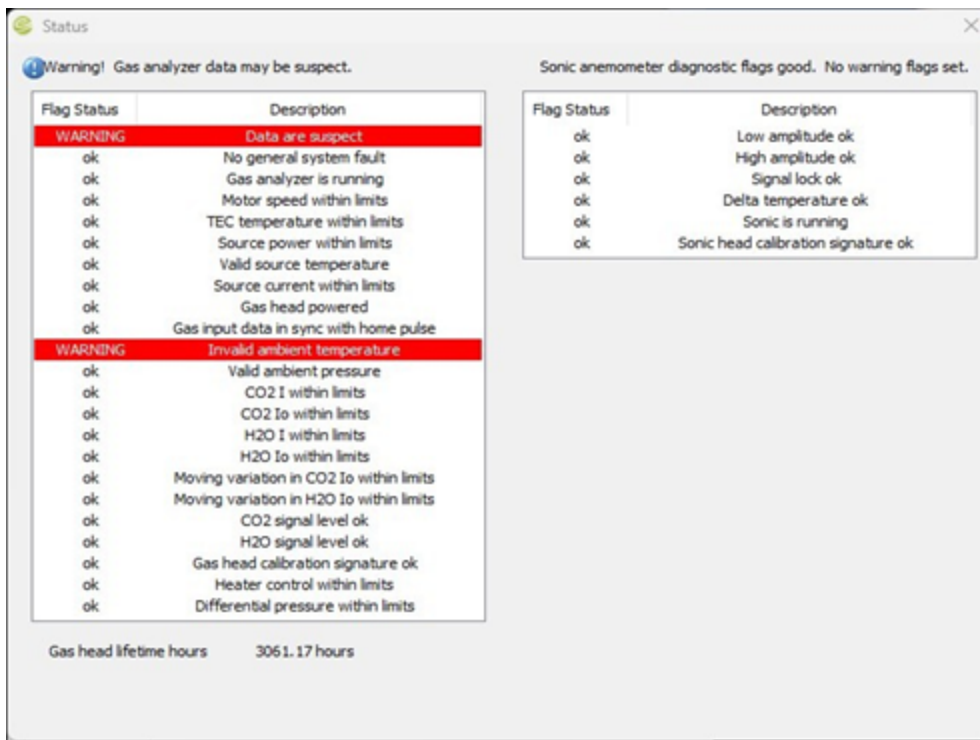 Status
Warning! Gas analyzer data may be suspect.
Flag Status Description
WARNING Data are suspect
ok No general system fault
ok Gas analyzer is running
ok Motor speed within limits
ok TEC temperature within limits
ok Source power within limits
ok Valid source temperature
ok Source current within limits
ok Gas head powered
ok Gas input data in sync with home pulse
WARNING Invalid ambient temperature
ok Valid ambient pressure
ok CO2 I within limits
ok CO2 Io within limits
ok H2O I within limits
ok H2O Io within limits
ok Moving variation in CO2 Io within limits
ok Moving variation in H2O Io within limits
ok CO2 signal level ok
ok H2O signal level ok
ok Gas head calibration signature ok
ok Heater control within limits
ok Differential pressure within limits
Gas head lifetime hours 3061.17 hours
Sonic anemometer diagnostic flags good. No warning flags set.
Flag Status Description
ok Low amplitude ok
ok High amplitude ok
ok Signal lock ok
ok Delta temperature ok
ok Sonic is running
ok Sonic head calibration signature ok